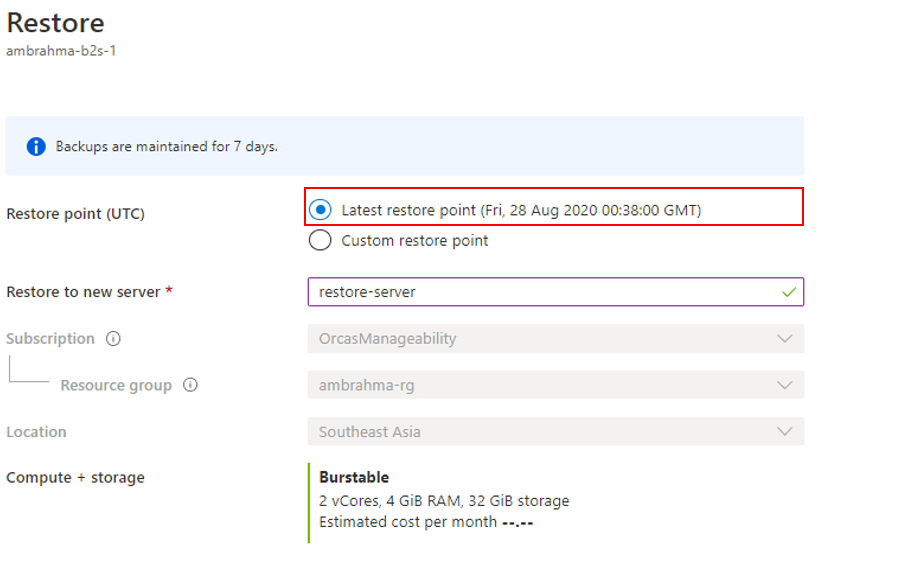 Restore
ambrahma-b2s-1
Backups are maintained for 7 days.
Restore point (UTC)
Latest restore point (Fri, 28 Aug 2020 00:38:00 GMT)
Custom restore point
Restore to new server *
restore-server
Subscription
OrcasManageability
Resource group
ambrahma-rg
Location
Southeast Asia
Compute + storage
Burstable
2 vCores, 4 GiB RAM, 32 GiB storage
Estimated cost per month --.--